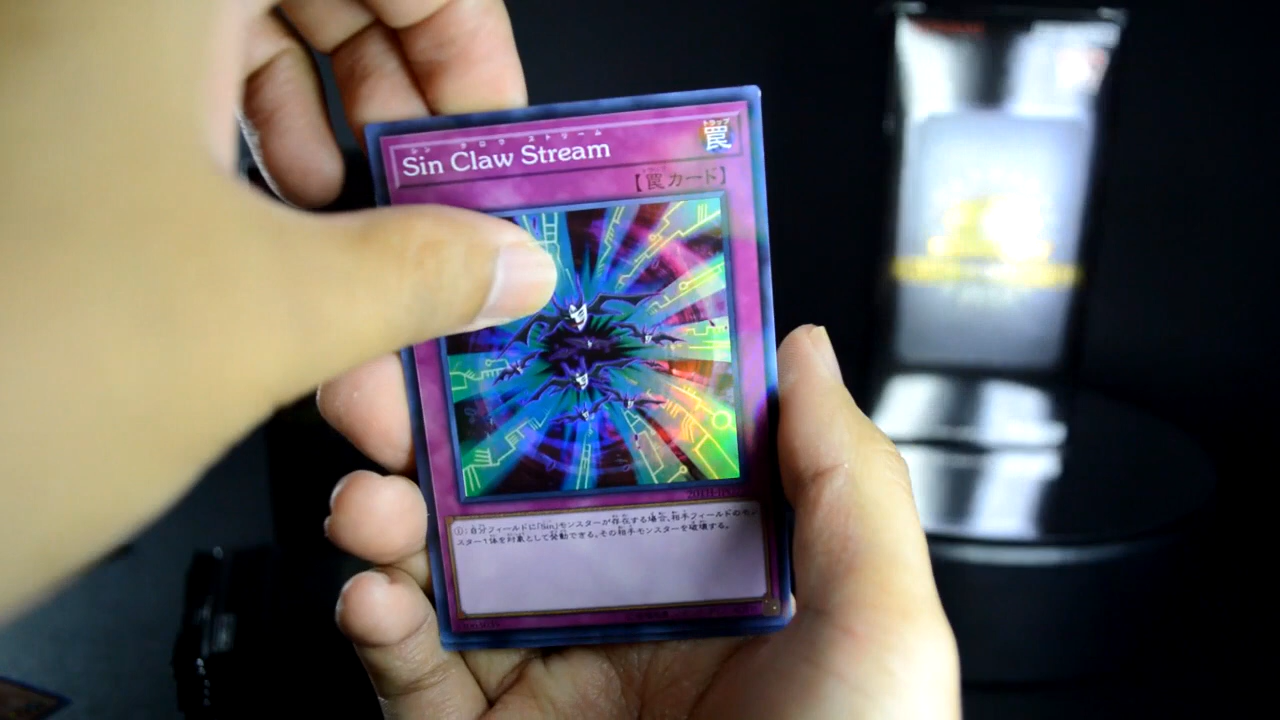 シン クロウ ストリーム
Sin Claw Stream
トラップ
罠
【罠カード】
①：自分フィールドに「Sin」モンスターが存在する場合、相手フィールドのモン
スター1体を対象として発動できる。その相手モンスターを破壊する。